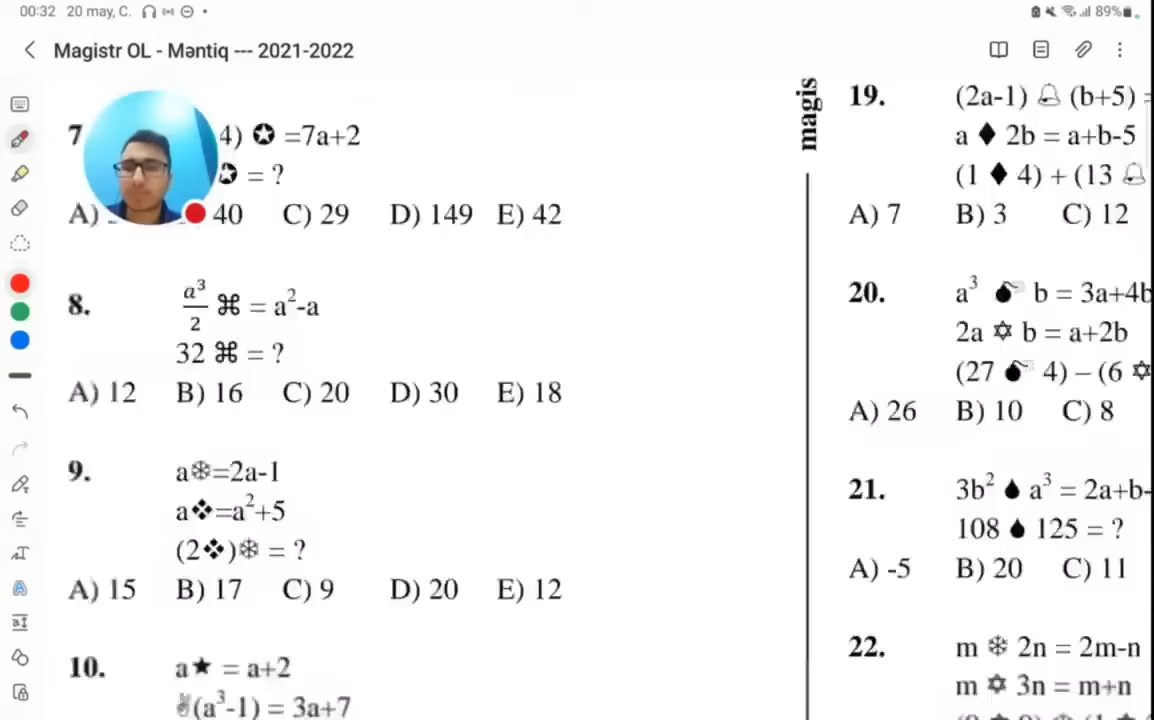 00:32 20 may, C. 89%
Magistr OL - Məntiq --- 2021-2022
7
4) ✪ =7a+2
✪ = ?
A) 40 C) 29 D) 149 E) 42
8. a³/2 ⌘ = a²-a
32 ⌘ = ?
A) 12 B) 16 C) 20 D) 30 E) 18
9. a❄=2a-1
a❖=a²+5
(2❖)❄ = ?
A) 15 B) 17 C) 9 D) 20 E) 12
10. a★ = a+2
✌(a³-1) = 3a+7
magis
19. (2a-1) 🔔 (b+5) =
a ♦ 2b = a+b-5
(1 ♦ 4) + (13 🔔
A) 7 B) 3 C) 12
20. a³ 💣 b = 3a+4b
2a ✡ b = a+2b
(27 💣 4) – (6 ✡
A) 26 B) 10 C) 8
21. 3b² 💧 a³ = 2a+b-
108 💧 125 = ?
A) -5 B) 20 C) 11
22. m ❄ 2n = 2m-n
m ✡ 3n = m+n